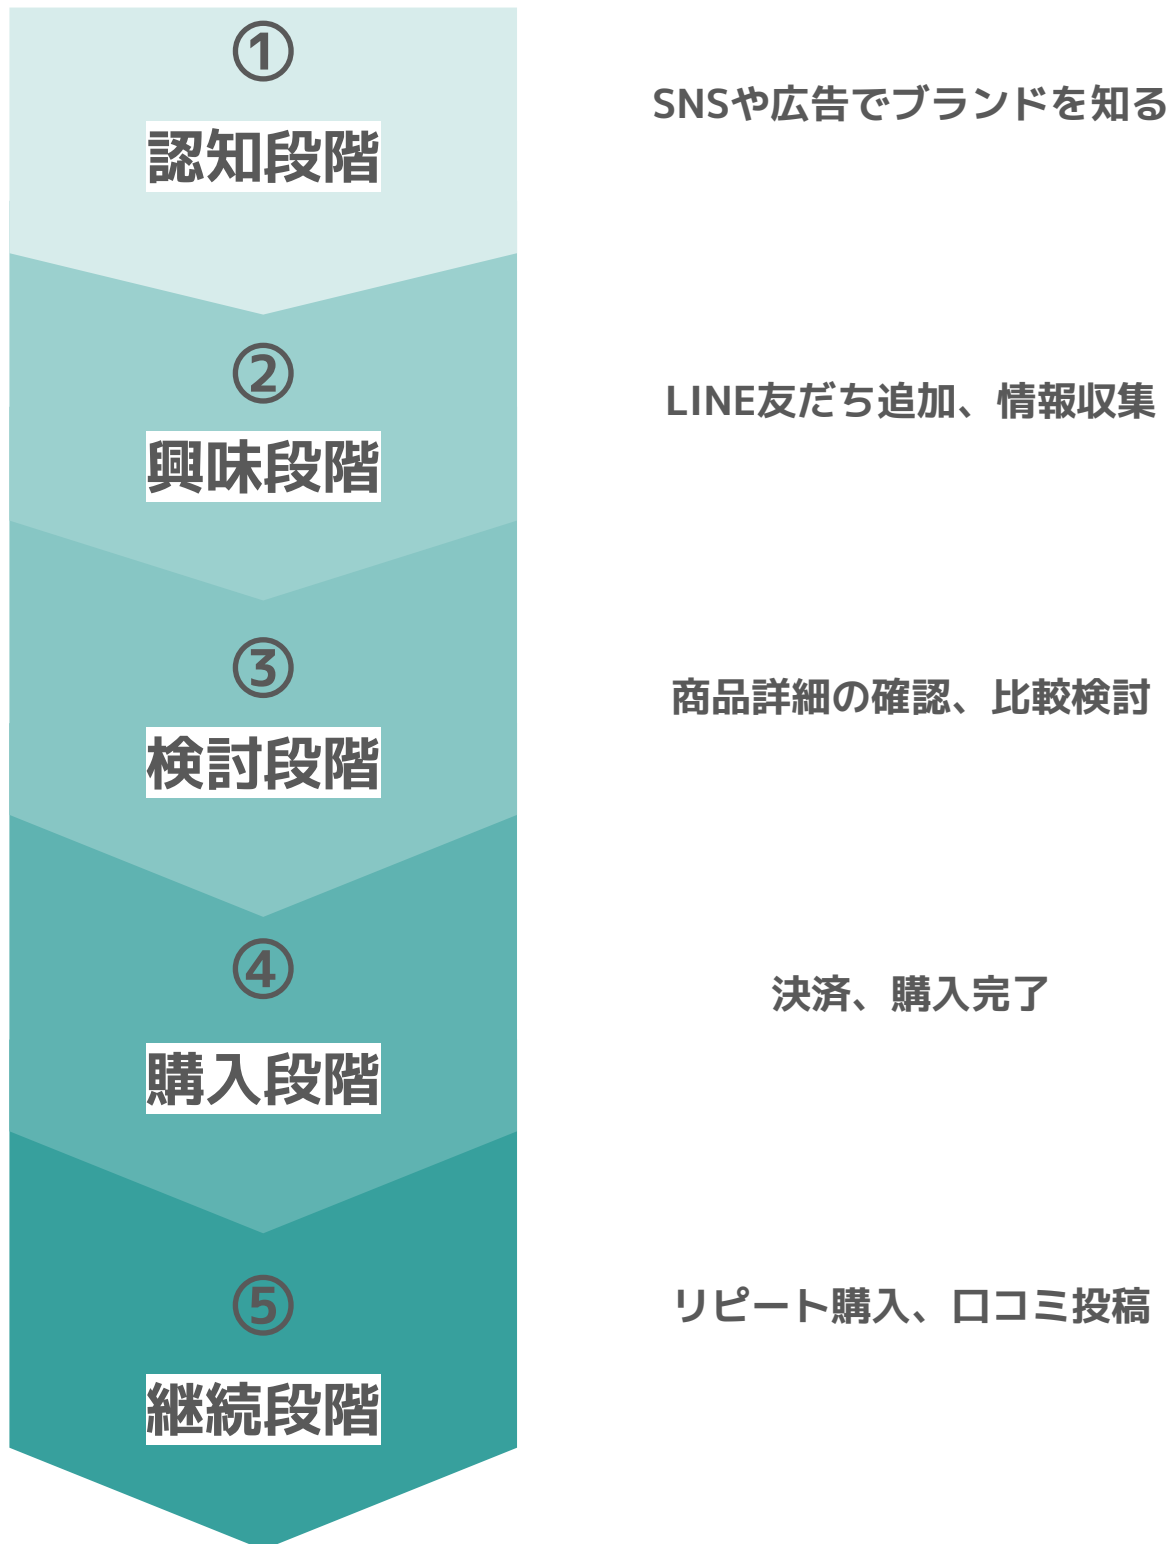 ①
認知段階
SNSや広告でブランドを知る
②
興味段階
LINE友だち追加、情報収集
③
検討段階
商品詳細の確認、比較検討
④
購入段階
決済、購入完了
⑤
継続段階
リピート購入、口コミ投稿